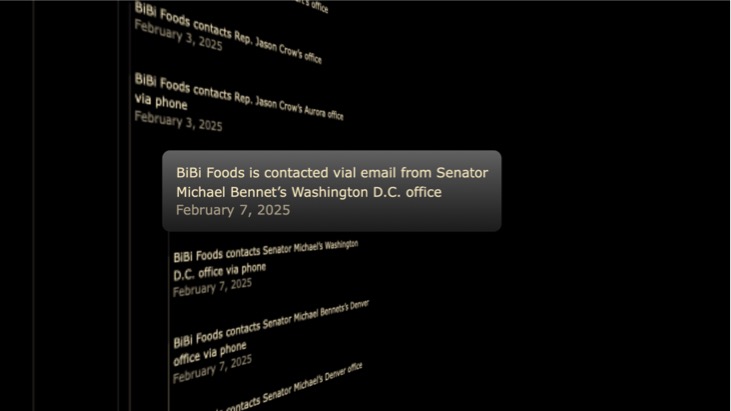 's office
BiBi Foods contacts Rep. Jason Crow's office
February 3, 2025
BiBi Foods contacts Rep. Jason Crow's Aurora office
via phone
February 3, 2025
BiBi Foods is contacted vial email from Senator
Michael Bennet's Washington D.C. office
February 7, 2025
BiBi Foods contacts Senator Michael's Washington
D.C. office via phone
February 7, 2025
BiBi Foods contacts Senator Michael Bennets's Denver
office via phone
February 7, 2025
contacts Senator Michael's Denver office